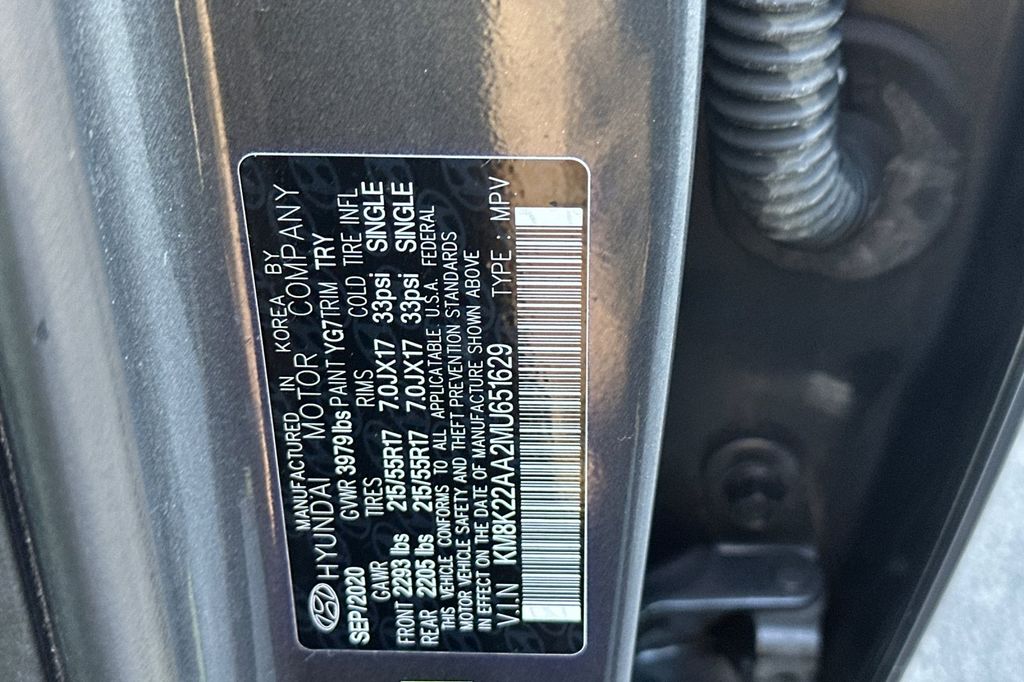 MANUFACTURED IN KOREA BY
HYUNDAI MOTOR COMPANY
SEP/2020 GVWR 3979 lbs PAINT YG7 TRIM TRY
GAWR TIRES RIMS COLD TIRE INFL
FRONT 2293 lbs 215/55R17 7.0JX17 33psi SINGLE
REAR 2205 lbs 215/55R17 7.0JX17 33psi SINGLE
THIS VEHICLE CONFORMS TO ALL APPLICATABLE U.S.A. FEDERAL
MOTOR VEHICLE SAFETY AND THEFT PREVENTION STANDARDS
IN EFFECT ON THE DATE OF MANUFACTURE SHOWN ABOVE
V.I.N KM8K22AA2MU651629 TYPE : MPV